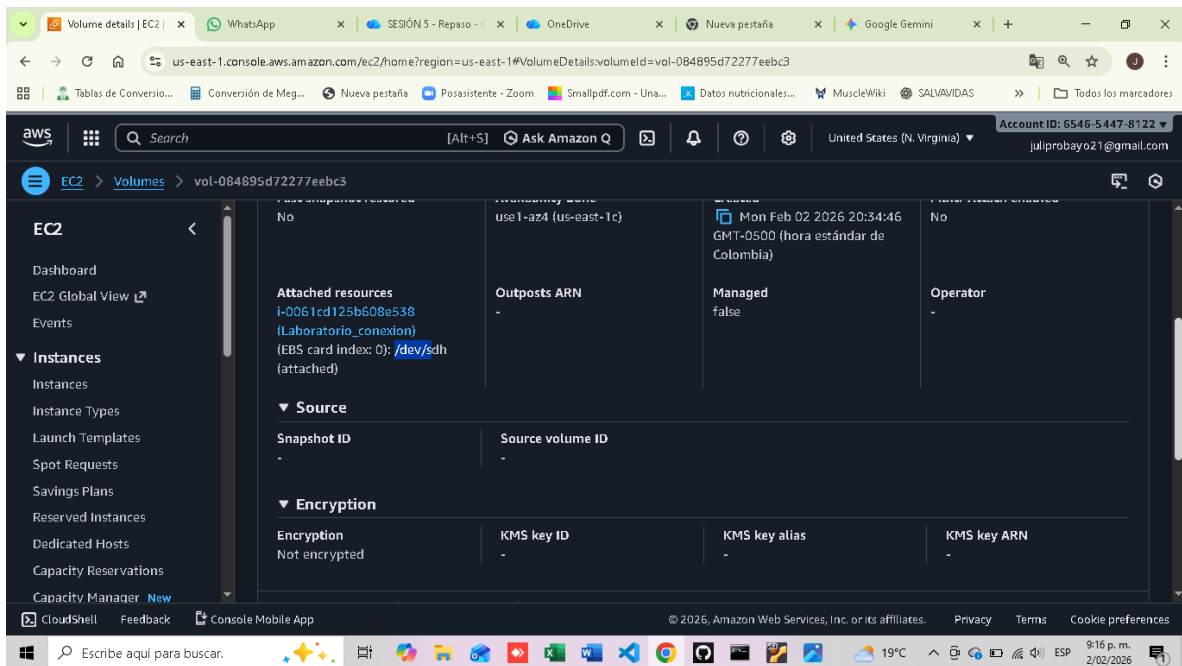 Volume details | EC2 |
WhatsApp
SESIÓN 5 - Repaso - C
OneDrive
Nueva pestaña
Google Gemini
us-east-1.console.aws.amazon.com/ec2/home?region=us-east-1#VolumeDetails:volumeId=vol-084895d72277eebc3
J
Tablas de Conversio...
Conversión de Meg...
Nueva pestaña
Posasistente - Zoom
Smallpdf.com - Una...
Datos nutricionales...
MuscleWiki
SALVAVIDAS
»
Todos los marcadores
aws
Search
[Alt+S]
Ask Amazon Q
United States (N. Virginia)
Account ID: 6546-5447-8122
juliprobayo21@gmail.com
EC2 > Volumes > vol-084895d72277eebc3
EC2
Dashboard
EC2 Global View
Events
Instances
Instances
Instance Types
Launch Templates
Spot Requests
Savings Plans
Reserved Instances
Dedicated Hosts
Capacity Reservations
Capacity Manager New
No
use1-az4 (us-east-1c)
Mon Feb 02 2026 20:34:46
GMT-0500 (hora estándar de
Colombia)
No
Attached resources
i-0061cd125b608e538
(Laboratorio_conexion)
(EBS card index: 0): /dev/sdh
(attached)
Outposts ARN
-
Managed
false
Operator
-
Source
Snapshot ID
-
Source volume ID
-
Encryption
Encryption
Not encrypted
KMS key ID
-
KMS key alias
-
KMS key ARN
-
CloudShell
Feedback
Console Mobile App
© 2026, Amazon Web Services, Inc. or its affiliates.
Privacy
Terms
Cookie preferences
Escribe aquí para buscar.
19°C
ESP
9:16 p. m.
2/02/2026
1